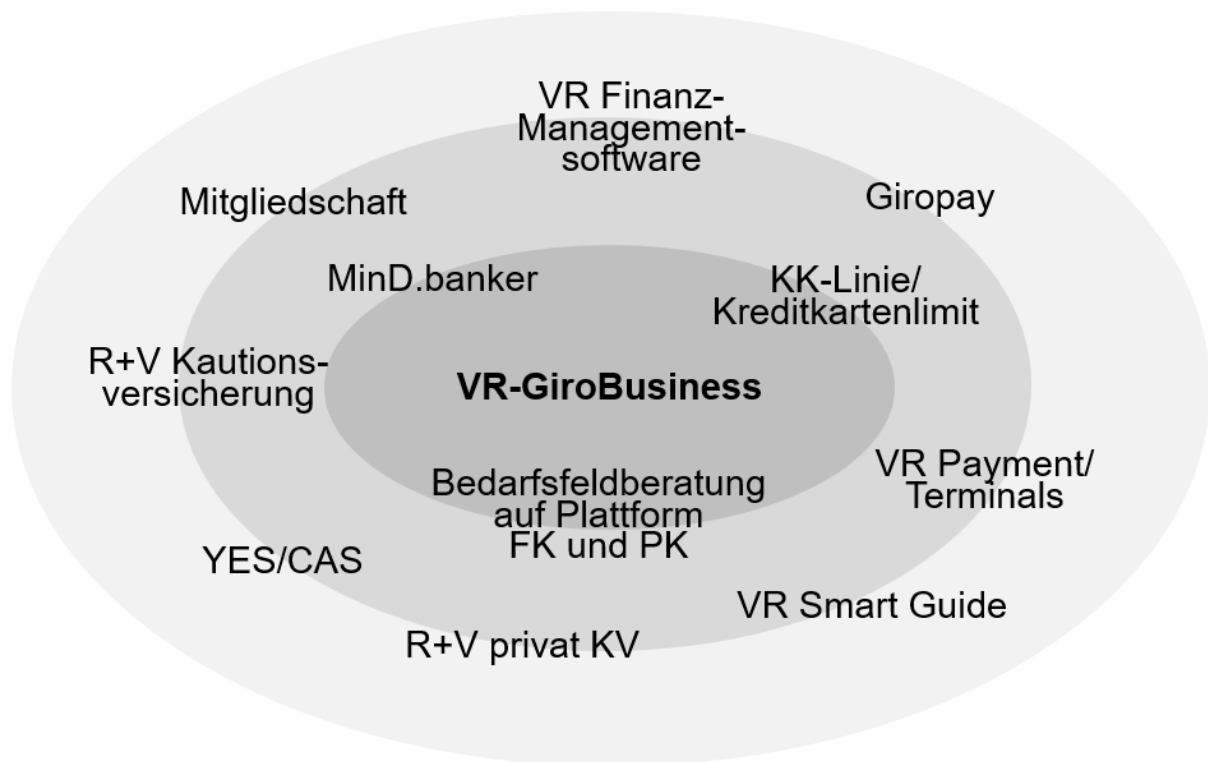 VR Finanz-
Management-
software
Mitgliedschaft
Giropay
MinD.banker
KK-Linie/
Kreditkartenlimit
R+V Kautions-
versicherung
VR-GiroBusiness
VR Payment/
Terminals
Bedarfsfeldberatung
auf Plattform
FK und PK
YES/CAS
VR Smart Guide
R+V privat KV